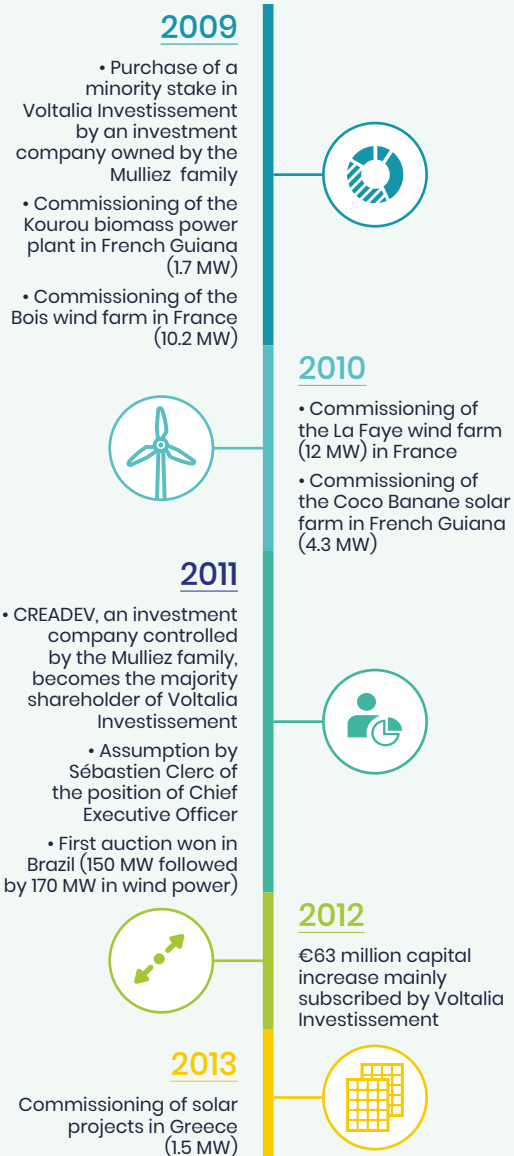 2009
• Purchase of a
minority stake in
Voltalia Investissement
by an investment
company owned by the
Mulliez family
• Commissioning of the
Kourou biomass power
plant in French Guiana
(1.7 MW)
• Commissioning of the
Bois wind farm in France
(10.2 MW)
2010
• Commissioning of
the La Faye wind farm
(12 MW) in France
• Commissioning of
the Coco Banane solar
farm in French Guiana
(4.3 MW)
2011
• CREADEV, an investment
company controlled
by the Mulliez family,
becomes the majority
shareholder of Voltalia
Investissement
• Assumption by
Sébastien Clerc of
the position of Chief
Executive Officer
• First auction won in
Brazil (150 MW followed
by 170 MW in wind power)
2012
€63 million capital
increase mainly
subscribed by Voltalia
Investissement
2013
Commissioning of solar
projects in Greece
(1.5 MW)